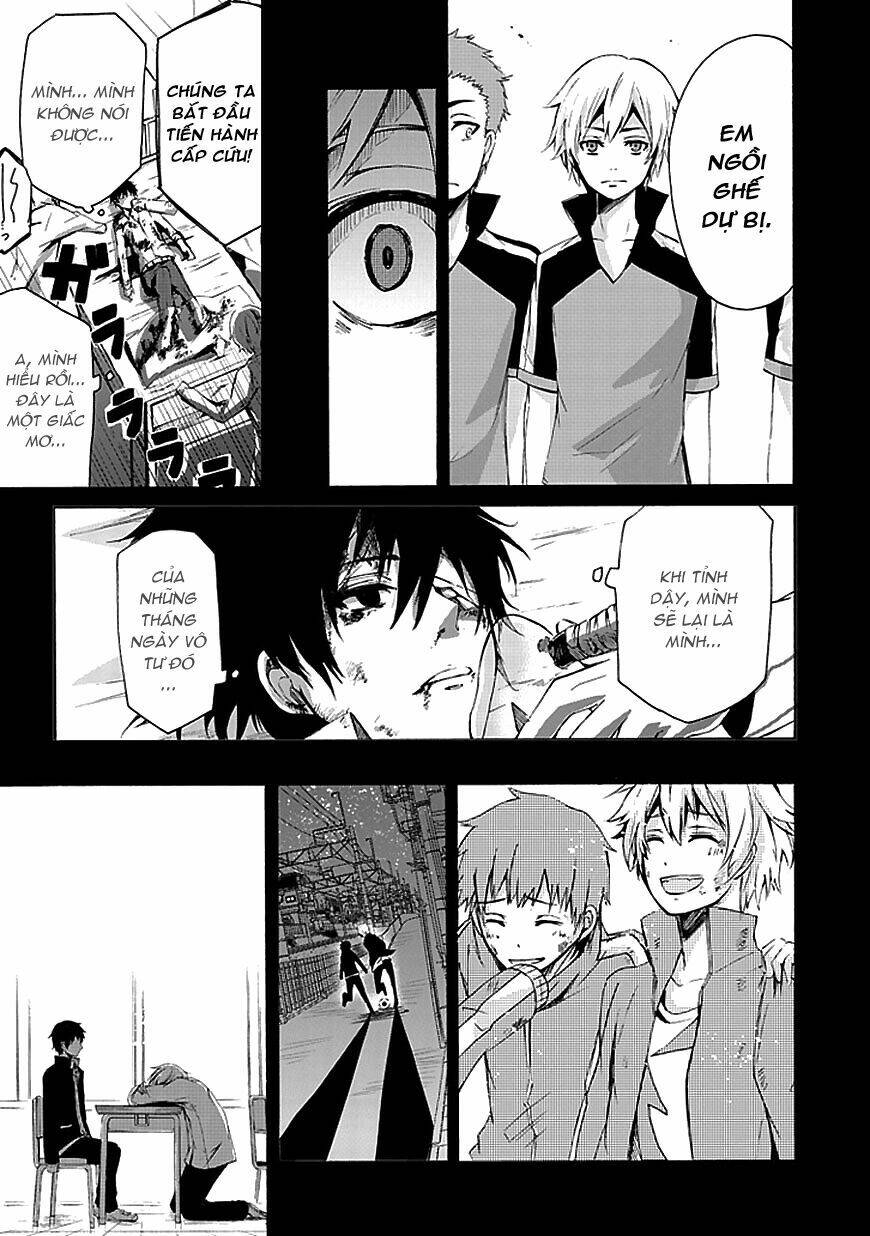 EM
NGỒI
GHẾ
DỰ BỊ.
CHÚNG TA
BẮT ĐẦU
TIẾN HÀNH
CẤP CỨU!
MÌNH... MÌNH
KHÔNG NÓI
ĐƯỢC...
ガラララ
A, MÌNH
HIỂU RỒI...
ĐÂY LÀ
MỘT GIẤC
MƠ...
KHI TỈNH
DẬY, MÌNH
SẼ LẠI LÀ
MÌNH...
CỦA
NHỮNG
THÁNG
NGÀY VÔ
TƯ ĐÓ
...